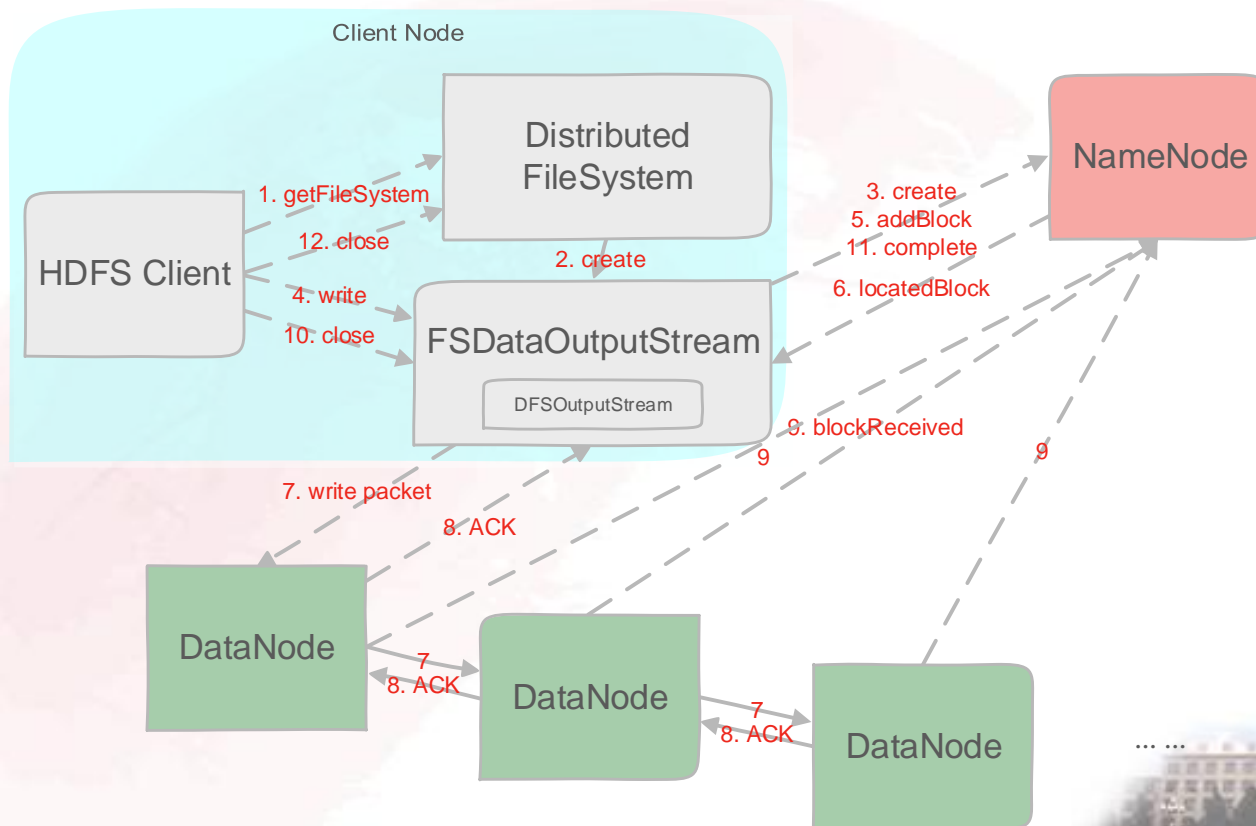 Client Node
Distributed
FileSystem
NameNode
1. getFileSystem
3. create
5. addBlock
12. close
11. complete
HDFS Client
2. create
4. write
6. locatedBlock
10. close
FSDataOutputStream
DFSOutputStream
9. blockReceived
9
9
7. write packet
8. ACK
DataNode
7
8. ACK
DataNode
7
8. ACK
DataNode
... ...